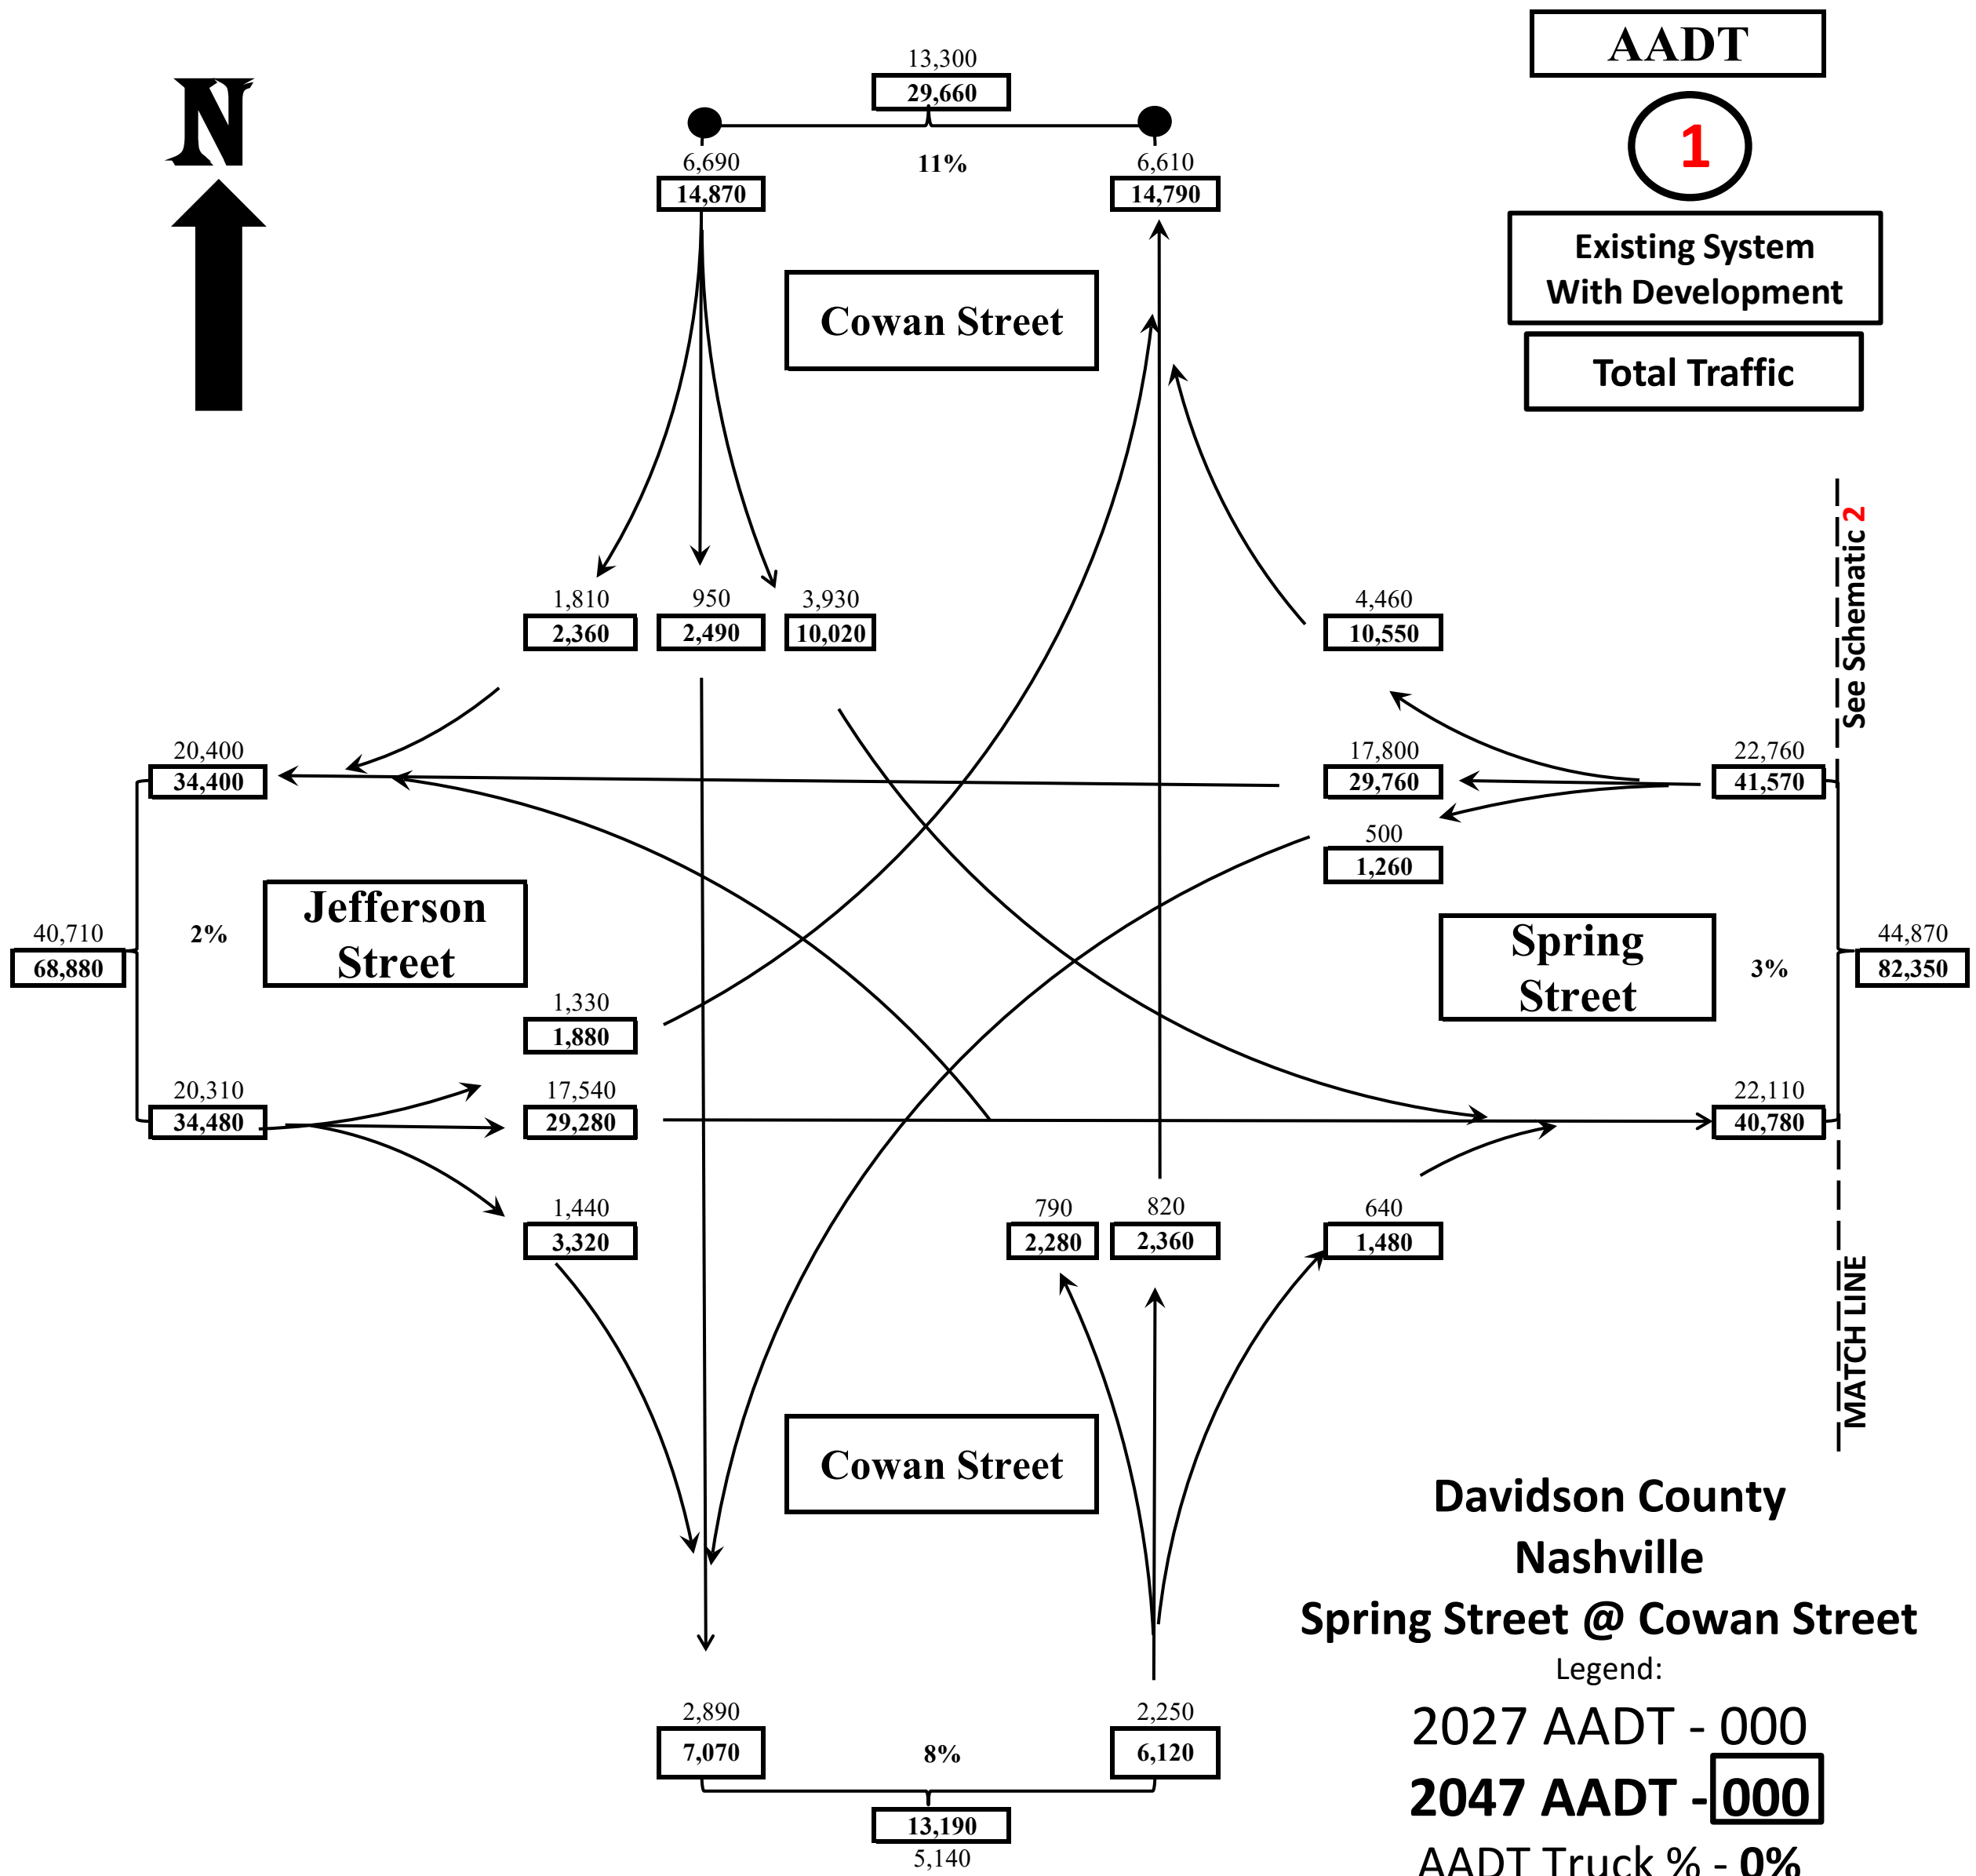 AADT
N
13,300
29,660
1
6,690
11%
6,610
14,870
14,790
Existing System
With Development
Cowan Street
Total Traffic
See Schematic 2
1,810
950
3,930
4,460
2,360
2,490
10,020
10,550
20,400
17,800
22,760
34,400
29,760
41,570
500
1,260
Jefferson
Street
40,710
2%
68,880
Spring
Street
44,870
3%
82,350
1,330
1,880
20,310
17,540
22,110
34,480
29,280
40,780
1,440
790
820
640
3,320
2,280
2,360
1,480
MATCH LINE
Cowan Street
Davidson County
Nashville
Spring Street @ Cowan Street
Legend:
2,890
2,250
2027 AADT - 000
7,070
8%
6,120
2047 AADT - 000
13,190
5,140
AADT Truck % - 0%